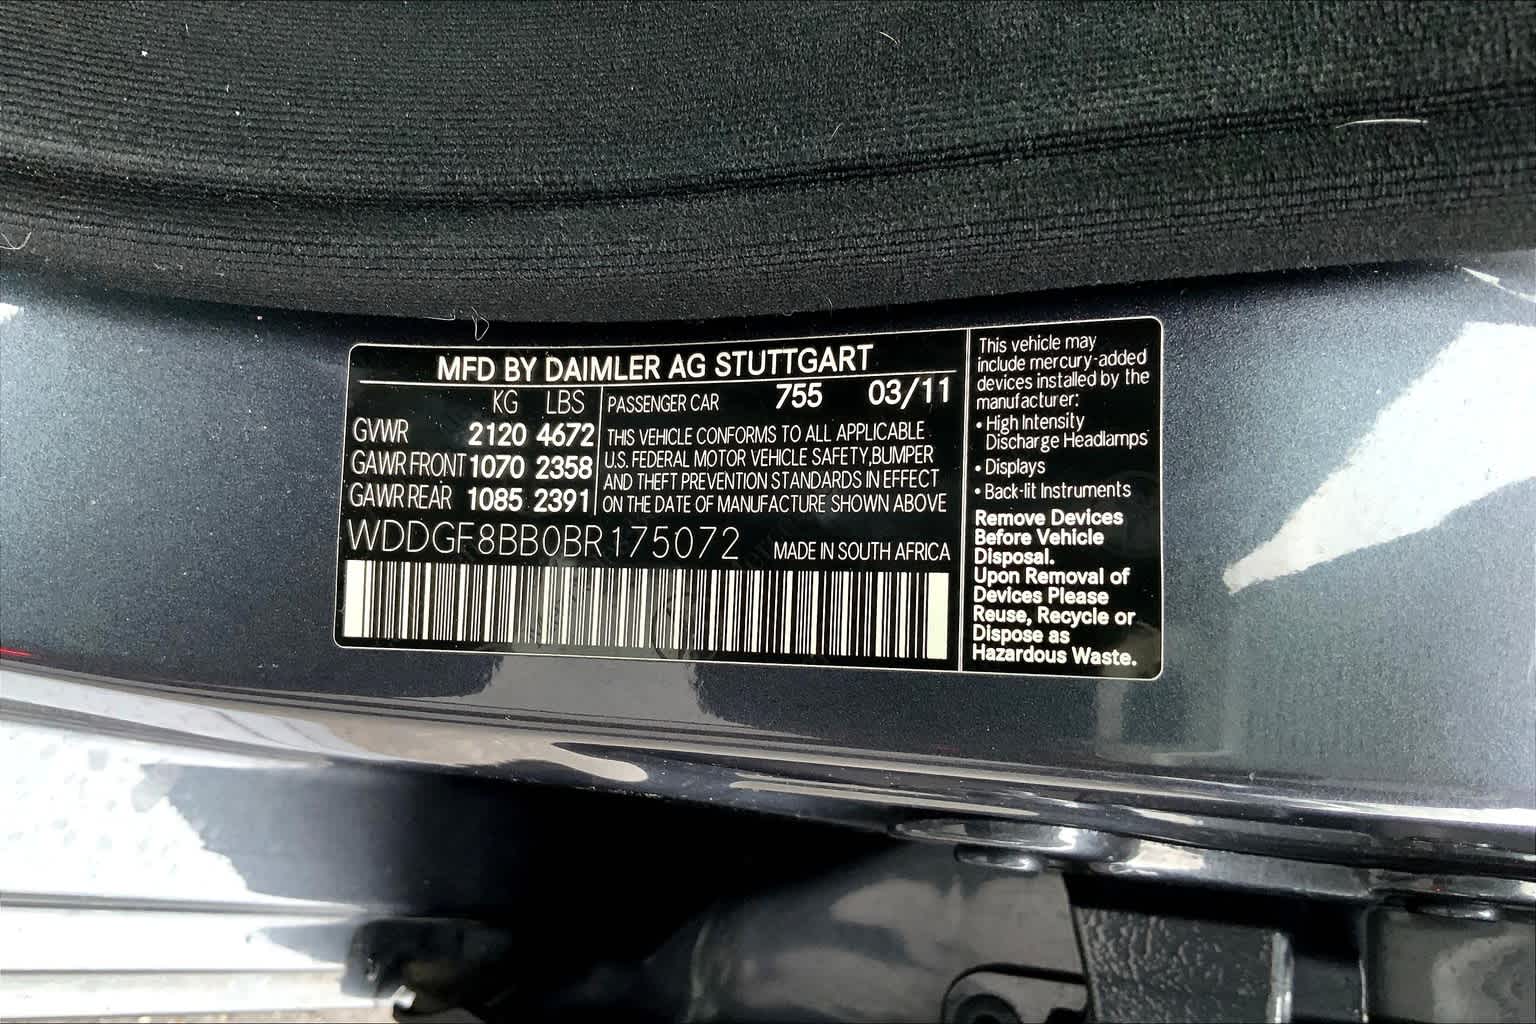 MFD BY DAIMLER AG STUTTGART
KG LBS
GVWR 2120 4672
GAWR FRONT 1070 2358
GAWR REAR 1085 2391
PASSENGER CAR 755 03/11
THIS VEHICLE CONFORMS TO ALL APPLICABLE
U.S. FEDERAL MOTOR VEHICLE SAFETY,BUMPER
AND THEFT PREVENTION STANDARDS IN EFFECT
ON THE DATE OF MANUFACTURE SHOWN ABOVE
WDDGF8BB0BR175072
MADE IN SOUTH AFRICA
This vehicle may
include mercury-added
devices installed by the
manufacturer:
• High Intensity
Discharge Headlamps
• Displays
• Back-lit Instruments
Remove Devices
Before Vehicle
Disposal.
Upon Removal of
Devices Please
Reuse, Recycle or
Dispose as
Hazardous Waste.